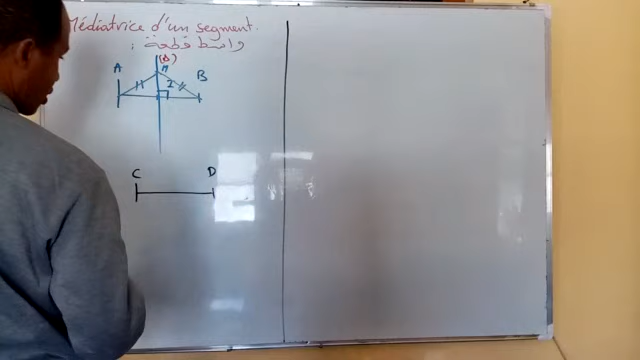 Médiatrice d'un segment.
واسط قطعة :
(Δ)
A M B
I
C D